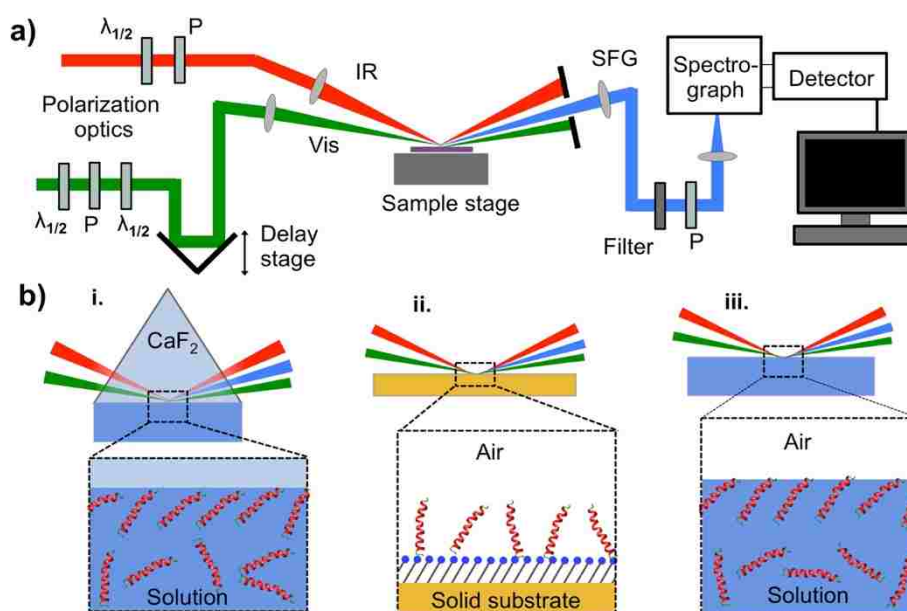 a)
λ1/2
P
IR
SFG
Spectro-
graph
Detector
Polarization
optics
Vis
Sample stage
λ1/2
P
λ1/2
Delay
stage
Filter
P
b)
i.
CaF2
ii.
iii.
Air
Air
Solution
Solid substrate
Solution